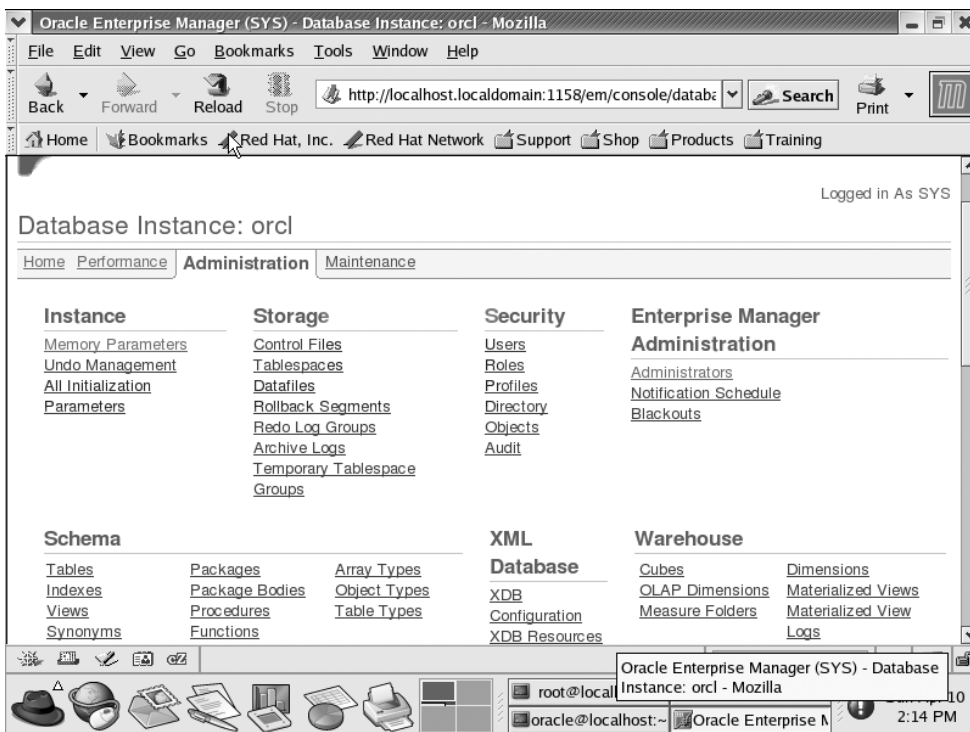 Oracle Enterprise Manager (SYS) - Database Instance: orcl - Mozilla
File Edit View Go Bookmarks Tools Window Help
Back Forward Reload Stop http://localhost.localdomain:1158/em/console/databa Search Print
Home Bookmarks Red Hat, Inc. Red Hat Network Support Shop Products Training
Logged in As SYS
Database Instance: orcl
Home Performance Administration Maintenance
Instance
Memory Parameters
Undo Management
All Initialization
Parameters
Storage
Control Files
Tablespaces
Datafiles
Rollback Segments
Redo Log Groups
Archive Logs
Temporary Tablespace
Groups
Security
Users
Roles
Profiles
Directory
Objects
Audit
Enterprise Manager
Administration
Administrators
Notification Schedule
Blackouts
Schema
Tables
Indexes
Views
Synonyms
Packages
Package Bodies
Procedures
Functions
Array Types
Object Types
Table Types
XML
Database
XDB
Configuration
XDB Resources
Warehouse
Cubes
OLAP Dimensions
Measure Folders
Dimensions
Materialized Views
Materialized View
Logs
Oracle Enterprise Manager (SYS) - Database
Instance: orcl - Mozilla
root@local
oracle@localhost:~ Oracle Enterprise M
10
2:14 PM